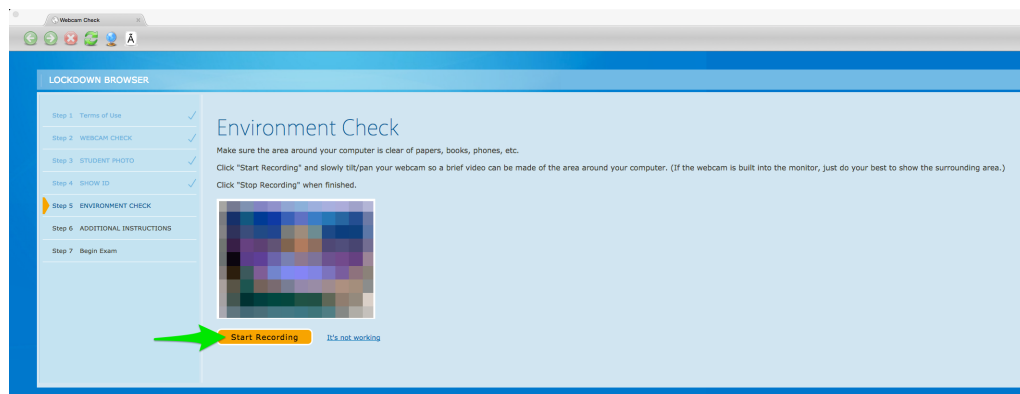 Webcam Check
Ā
LOCKDOWN BROWSER
Step 1 Terms of Use
Step 2 WEBCAM CHECK
Step 3 STUDENT PHOTO
Step 4 SHOW ID
Step 5 ENVIRONMENT CHECK
Step 6 ADDITIONAL INSTRUCTIONS
Step 7 Begin Exam
Environment Check
Make sure the area around your computer is clear of papers, books, phones, etc.
Click "Start Recording" and slowly tilt/pan your webcam so a brief video can be made of the area around your computer. (If the webcam is built into the monitor, just do your best to show the surrounding area.)
Click "Stop Recording" when finished.
Start Recording
It's not working